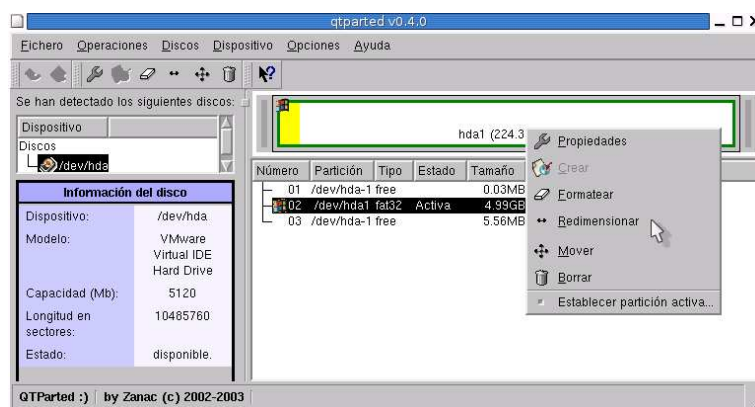 qtparted v0.4.0
Fichero Operaciones Discos Dispositivo Opciones Ayuda
Se han detectado los siguientes discos:
Dispositivo
Discos
/dev/hda
Información del disco
Dispositivo: /dev/hda
Modelo: VMware Virtual IDE Hard Drive
Capacidad (Mb): 5120
Longitud en sectores: 10485760
Estado: disponible.
hda1 (224.3
Número Partición Tipo Estado Tamaño
01 /dev/hda-1 free 0.03MB
02 /dev/hda1 fat32 Activa 4.99GB
03 /dev/hda-1 free 5.56MB
Propiedades
Crear
Formatear
Redimensionar
Mover
Borrar
Establecer partición activa...
QTParted :) by Zanac (c) 2002-2003